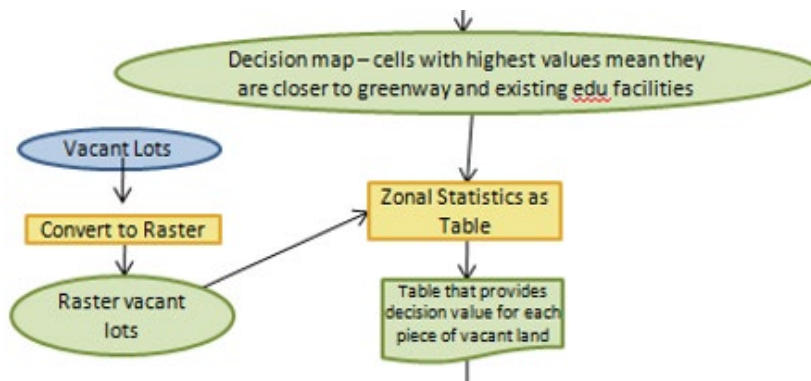 Decision map – cells with highest values mean they
are closer to greenway and existing edu facilities
Vacant Lots
Convert to Raster
Raster vacant
lots
Zonal Statistics as
Table
Table that provides
decision value for each
piece of vacant land